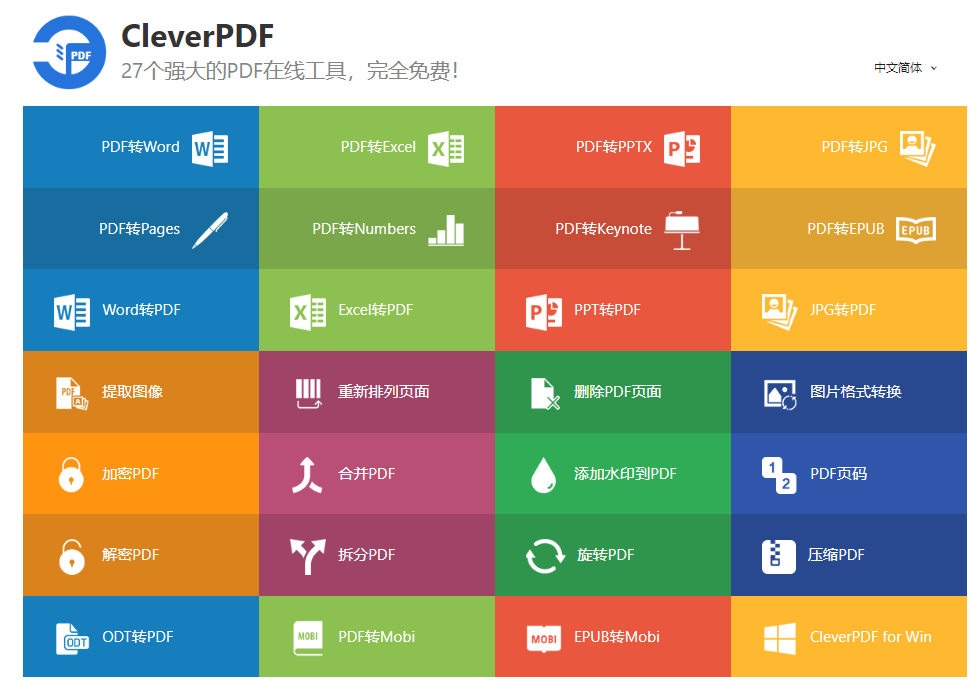 PDF
CleverPDF
27个强大的PDF在线工具，完全免费！
中文简体
PDF转Word W
PDF转Excel X
PDF转PPTX P
PDF转JPG
PDF转Pages
PDF转Numbers
PDF转Keynote
PDF转EPUB EPUB
W Word转PDF
X Excel转PDF
P PPT转PDF
JPG转PDF
PDF A 提取图像
重新排列页面
删除PDF页面
图片格式转换
加密PDF
合并PDF
添加水印到PDF
1 2 PDF页码
解密PDF
拆分PDF
旋转PDF
压缩PDF
ODT ODT转PDF
MOBI PDF转Mobi
MOBI EPUB转Mobi
CleverPDF for Win